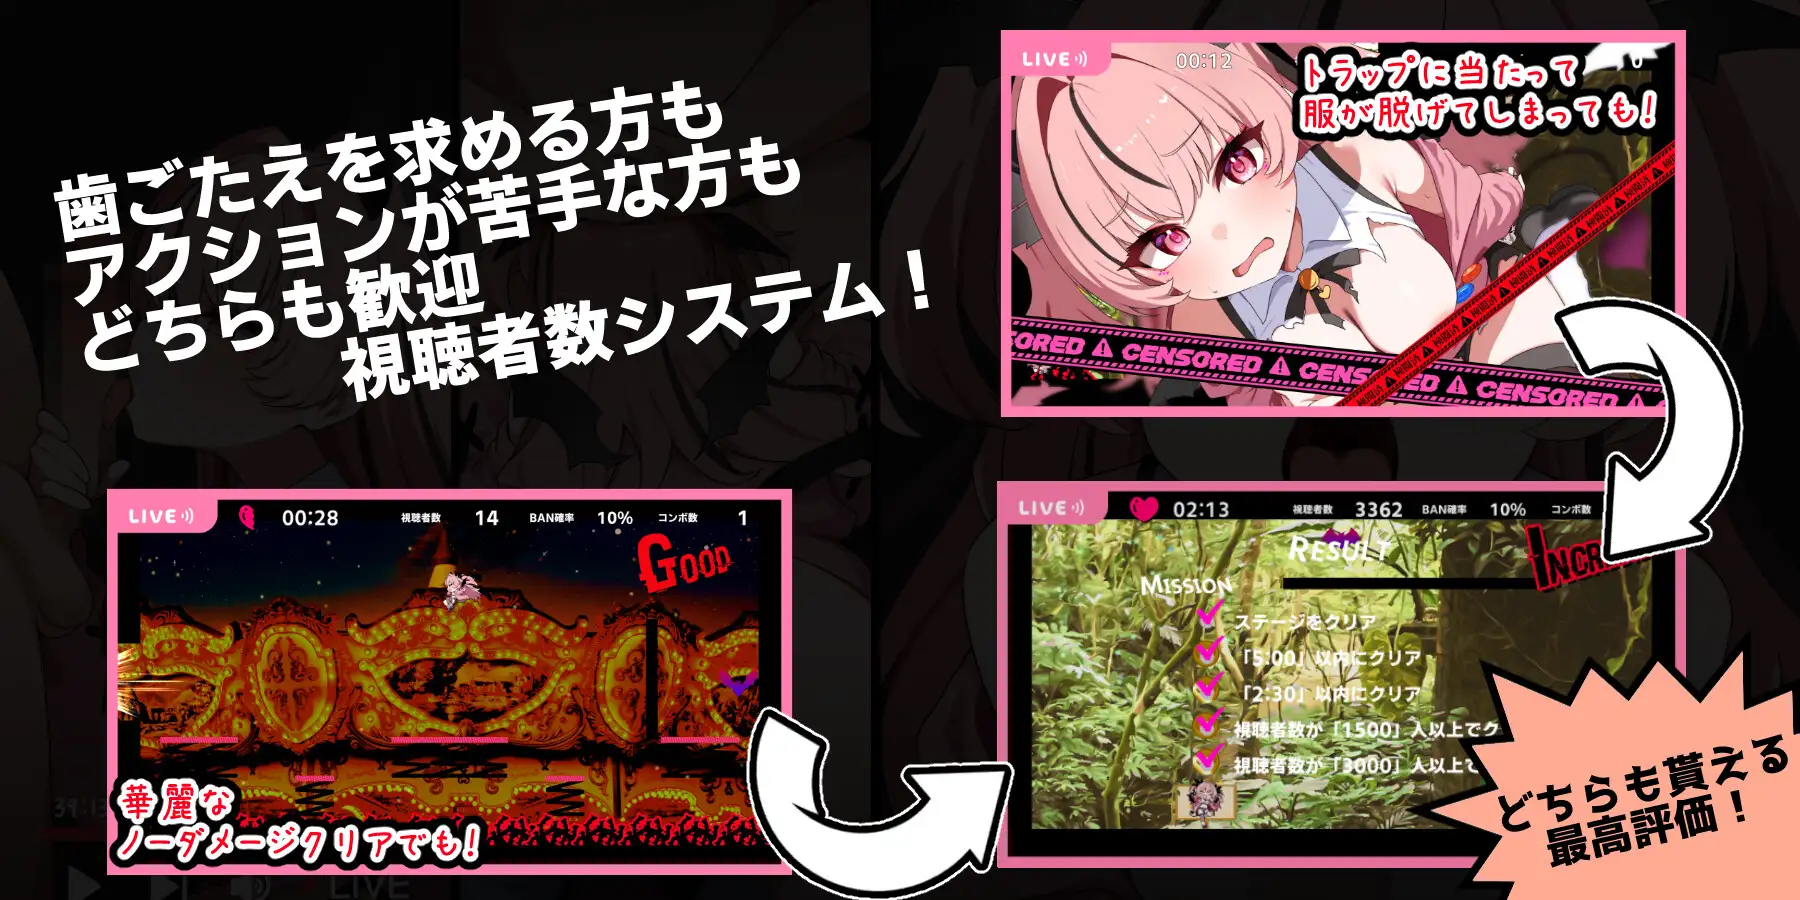 歯ごたえを求める方も
アクションが苦手な方も
どちらも歓迎
視聴者数システム！
LIVE
00:12
トラップに当たって
服が脱げてしまっても！
CENSORED CENSORED CENSORED
LIVE
00:28
視聴者数 14
BAN確率 10%
コンボ数 1
GOOD
華麗な
ノーダメージクリアでも！
LIVE
02:13
視聴者数 3362
BAN確率 10%
コンボ数
RESULT
MISSION
ステージをクリア
「5:00」以内にクリア
「2:30」以内にクリア
視聴者数が「1500」人以上でク
視聴者数が「3000」人以上で
どちらも貰える
最高評価！
LIVE